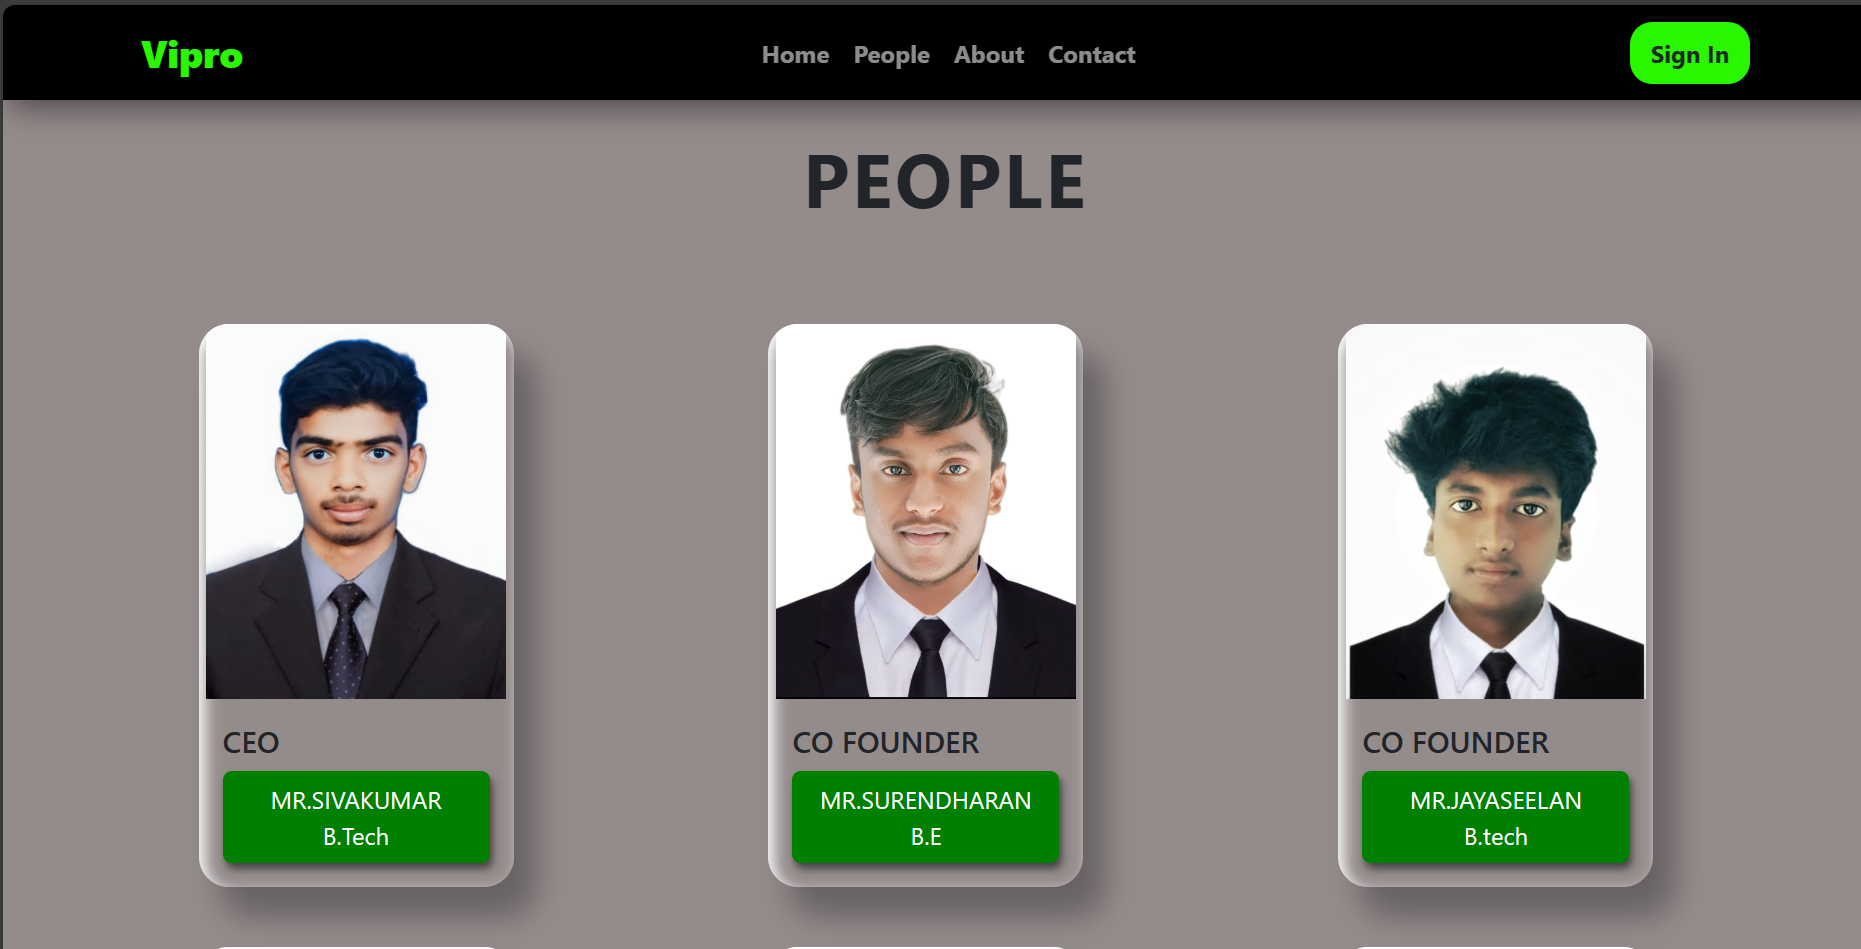 Vipro
Home People About Contact
Sign In
PEOPLE
CEO
MR.SIVAKUMAR
B.Tech
CO FOUNDER
MR.SURENDHARAN
B.E
CO FOUNDER
MR.JAYASEELAN
B.tech